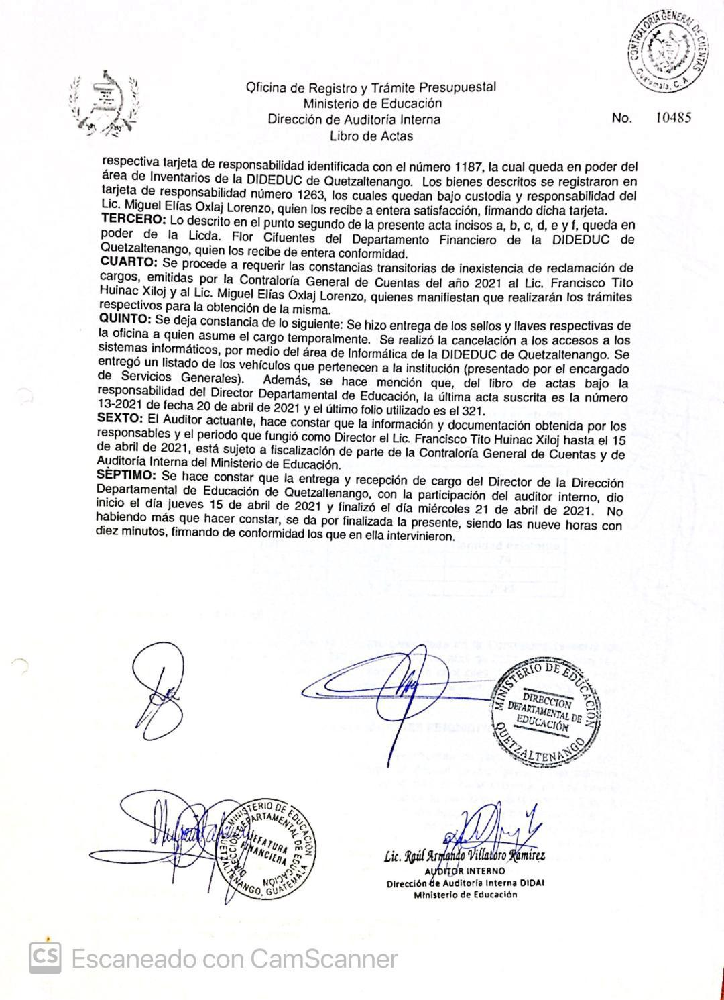 CONTRALORÍA GENERAL DE CUENTAS
Guatemala, C. A
Oficina de Registro y Trámite Presupuestal
Ministerio de Educación
Dirección de Auditoría Interna
Libro de Actas
No. 10485
respectiva tarjeta de responsabilidad identificada con el número 1187, la cual queda en poder del
área de Inventarios de la DIDEDUC de Quetzaltenango. Los bienes descritos se registraron en
tarjeta de responsabilidad número 1263, los cuales quedan bajo custodia y responsabilidad del
Lic. Miguel Elías Oxlaj Lorenzo, quien los recibe a entera satisfacción, firmando dicha tarjeta.
TERCERO: Lo descrito en el punto segundo de la presente acta incisos a, b, c, d, e y f, queda en
poder de la Licda. Flor Cifuentes del Departamento Financiero de la DIDEDUC de
Quetzaltenango, quien los recibe de entera conformidad.
CUARTO: Se procede a requerir las constancias transitorias de inexistencia de reclamación de
cargos, emitidas por la Contraloría General de Cuentas del año 2021 al Lic. Francisco Tito
Huinac Xiloj y al Lic. Miguel Elías Oxlaj Lorenzo, quienes manifiestan que realizarán los trámites
respectivos para la obtención de la misma.
QUINTO: Se deja constancia de lo siguiente: Se hizo entrega de los sellos y llaves respectivas de
la oficina a quien asume el cargo temporalmente. Se realizó la cancelación a los accesos a los
sistemas informáticos, por medio del área de Informática de la DIDEDUC de Quetzaltenango. Se
entregó un listado de los vehículos que pertenecen a la institución (presentado por el encargado
de Servicios Generales). Además, se hace mención que, del libro de actas bajo la
responsabilidad del Director Departamental de Educación, la última acta suscrita es la número
13-2021 de fecha 20 de abril de 2021 y el último folio utilizado es el 321.
SEXTO: El Auditor actuante, hace constar que la información y documentación obtenida por los
responsables y el periodo que fungió como Director el Lic. Francisco Tito Huinac Xiloj hasta el 15
de abril de 2021, está sujeto a fiscalización de parte de la Contraloría General de Cuentas y de
Auditoría Interna del Ministerio de Educación.
SÈPTIMO: Se hace constar que la entrega y recepción de cargo del Director de la Dirección
Departamental de Educación de Quetzaltenango, con la participación del auditor interno, dio
inicio el día jueves 15 de abril de 2021 y finalizó el día miércoles 21 de abril de 2021. No
habiendo más que hacer constar, se da por finalizada la presente, siendo las nueve horas con
diez minutos, firmando de conformidad los que en ella intervinieron.
MINISTERIO DE EDUCACIÓN
DIRECCION
DEPARTAMENTAL DE
EDUCACIÓN
QUETZALTENANGO
MINISTERIO DE EDUCACIÓN
DIRECCIÓN DEPARTAMENTAL DE EDUCACIÓN
JEFATURA
FINANCIERA
QUETZALTENANGO, GUATEMALA
Lic. Raúl Armando Villatoro Ramirez
AUDITOR INTERNO
Dirección de Auditoría Interna DIDAI
Ministerio de Educación
CS Escaneado con CamScanner